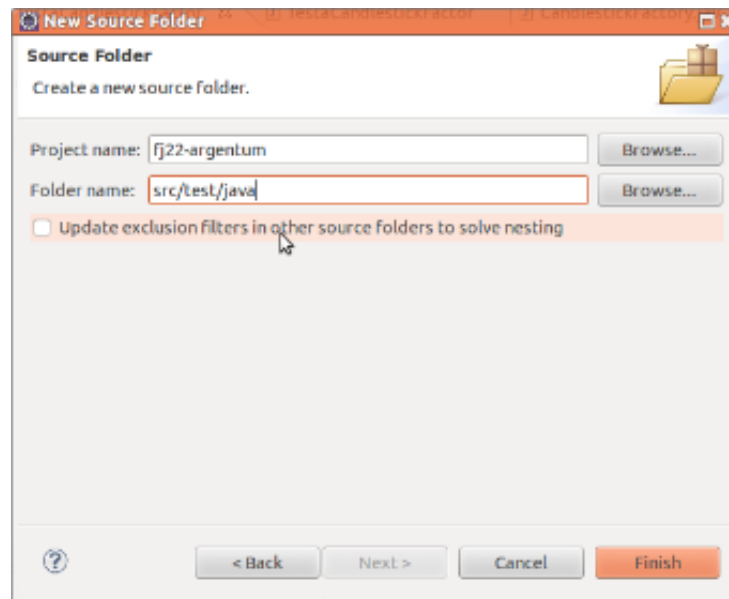 New Source Folder
Source Folder
Create a new source folder.
Project name: fj22-argentum Browse...
Folder name: src/test/java Browse...
Update exclusion filters in other source folders to solve nesting
? < Back Next > Cancel Finish